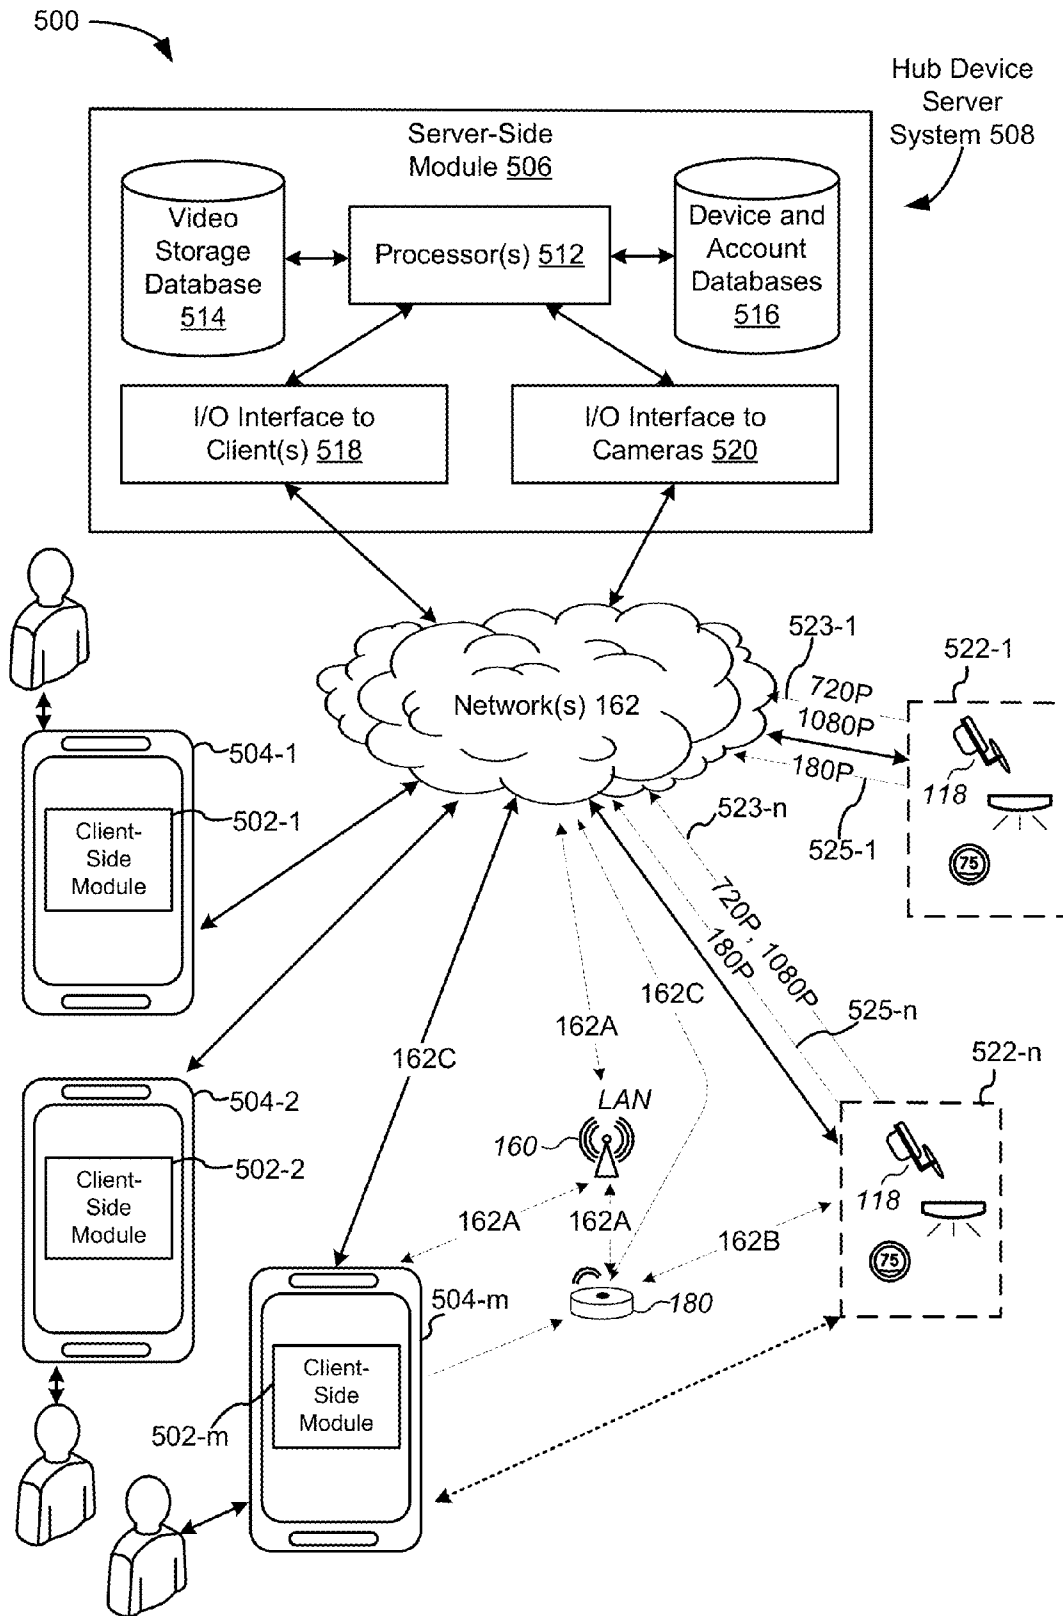 500
Hub Device
Server
System 508
Server-Side
Module 506
Video
Storage
Database
514
Processor(s) 512
Device and
Account
Databases
516
I/O Interface to
Client(s) 518
I/O Interface to
Cameras 520
Network(s) 162
523-1
720P
1080P
180P
522-1
118
75
525-1
523-n
504-1
502-1
Client-
Side
Module
720P, 1080P
180P
162C
162A
162C
525-n
522-n
504-2
502-2
Client-
Side
Module
LAN
160
118
75
162A
162A
162B
180
504-m
Client-
Side
Module
502-m